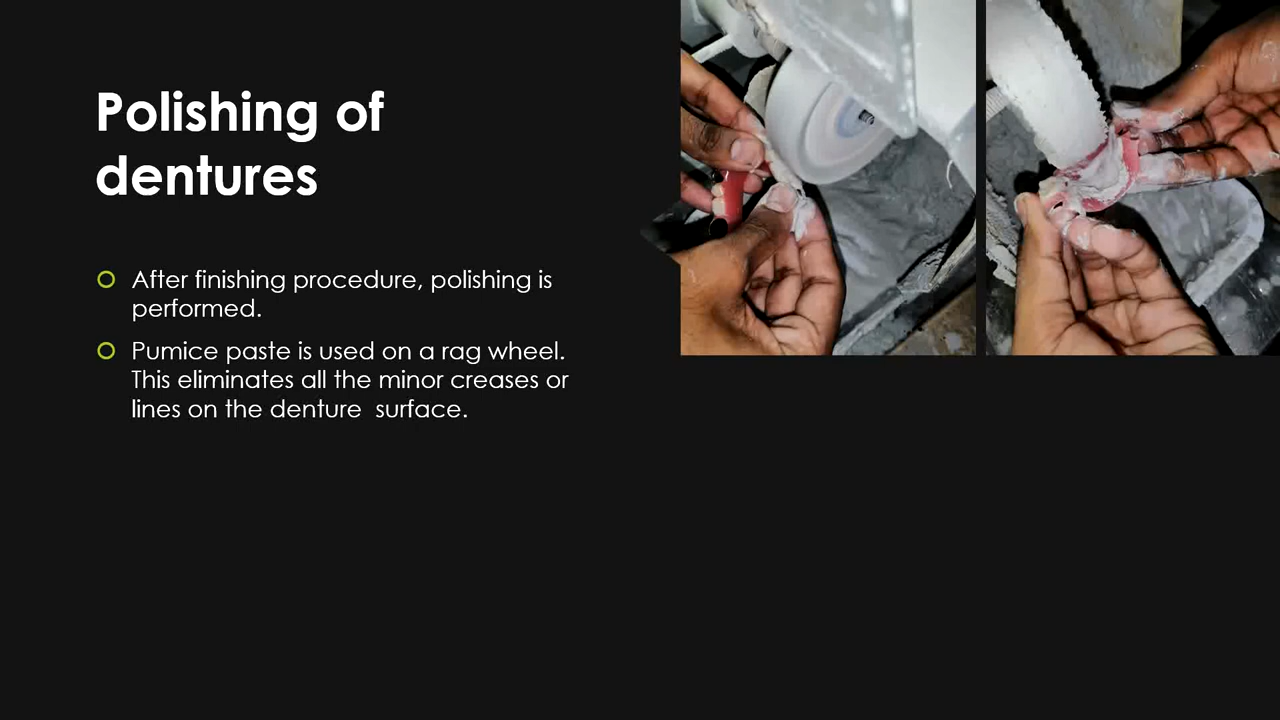 Polishing of
dentures
After finishing procedure, polishing is
performed.
Pumice paste is used on a rag wheel.
This eliminates all the minor creases or
lines on the denture  surface.